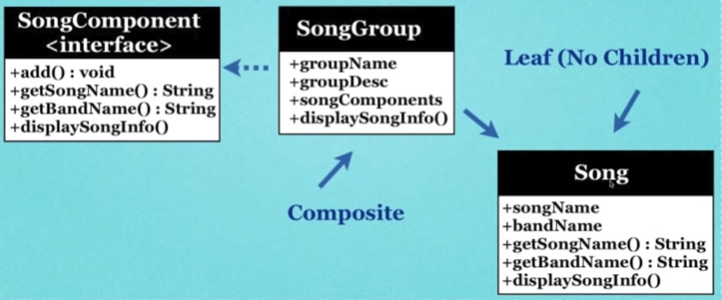 SongComponent
<interface>
+add() : void
+getSongName() : String
+getBandName() : String
+displaySongInfo()
SongGroup
+groupName
+groupDesc
+songComponents
+displaySongInfo()
Composite
Leaf (No Children)
Song
+songName
+bandName
+getSongName() : String
+getBandName() : String
+displaySongInfo()